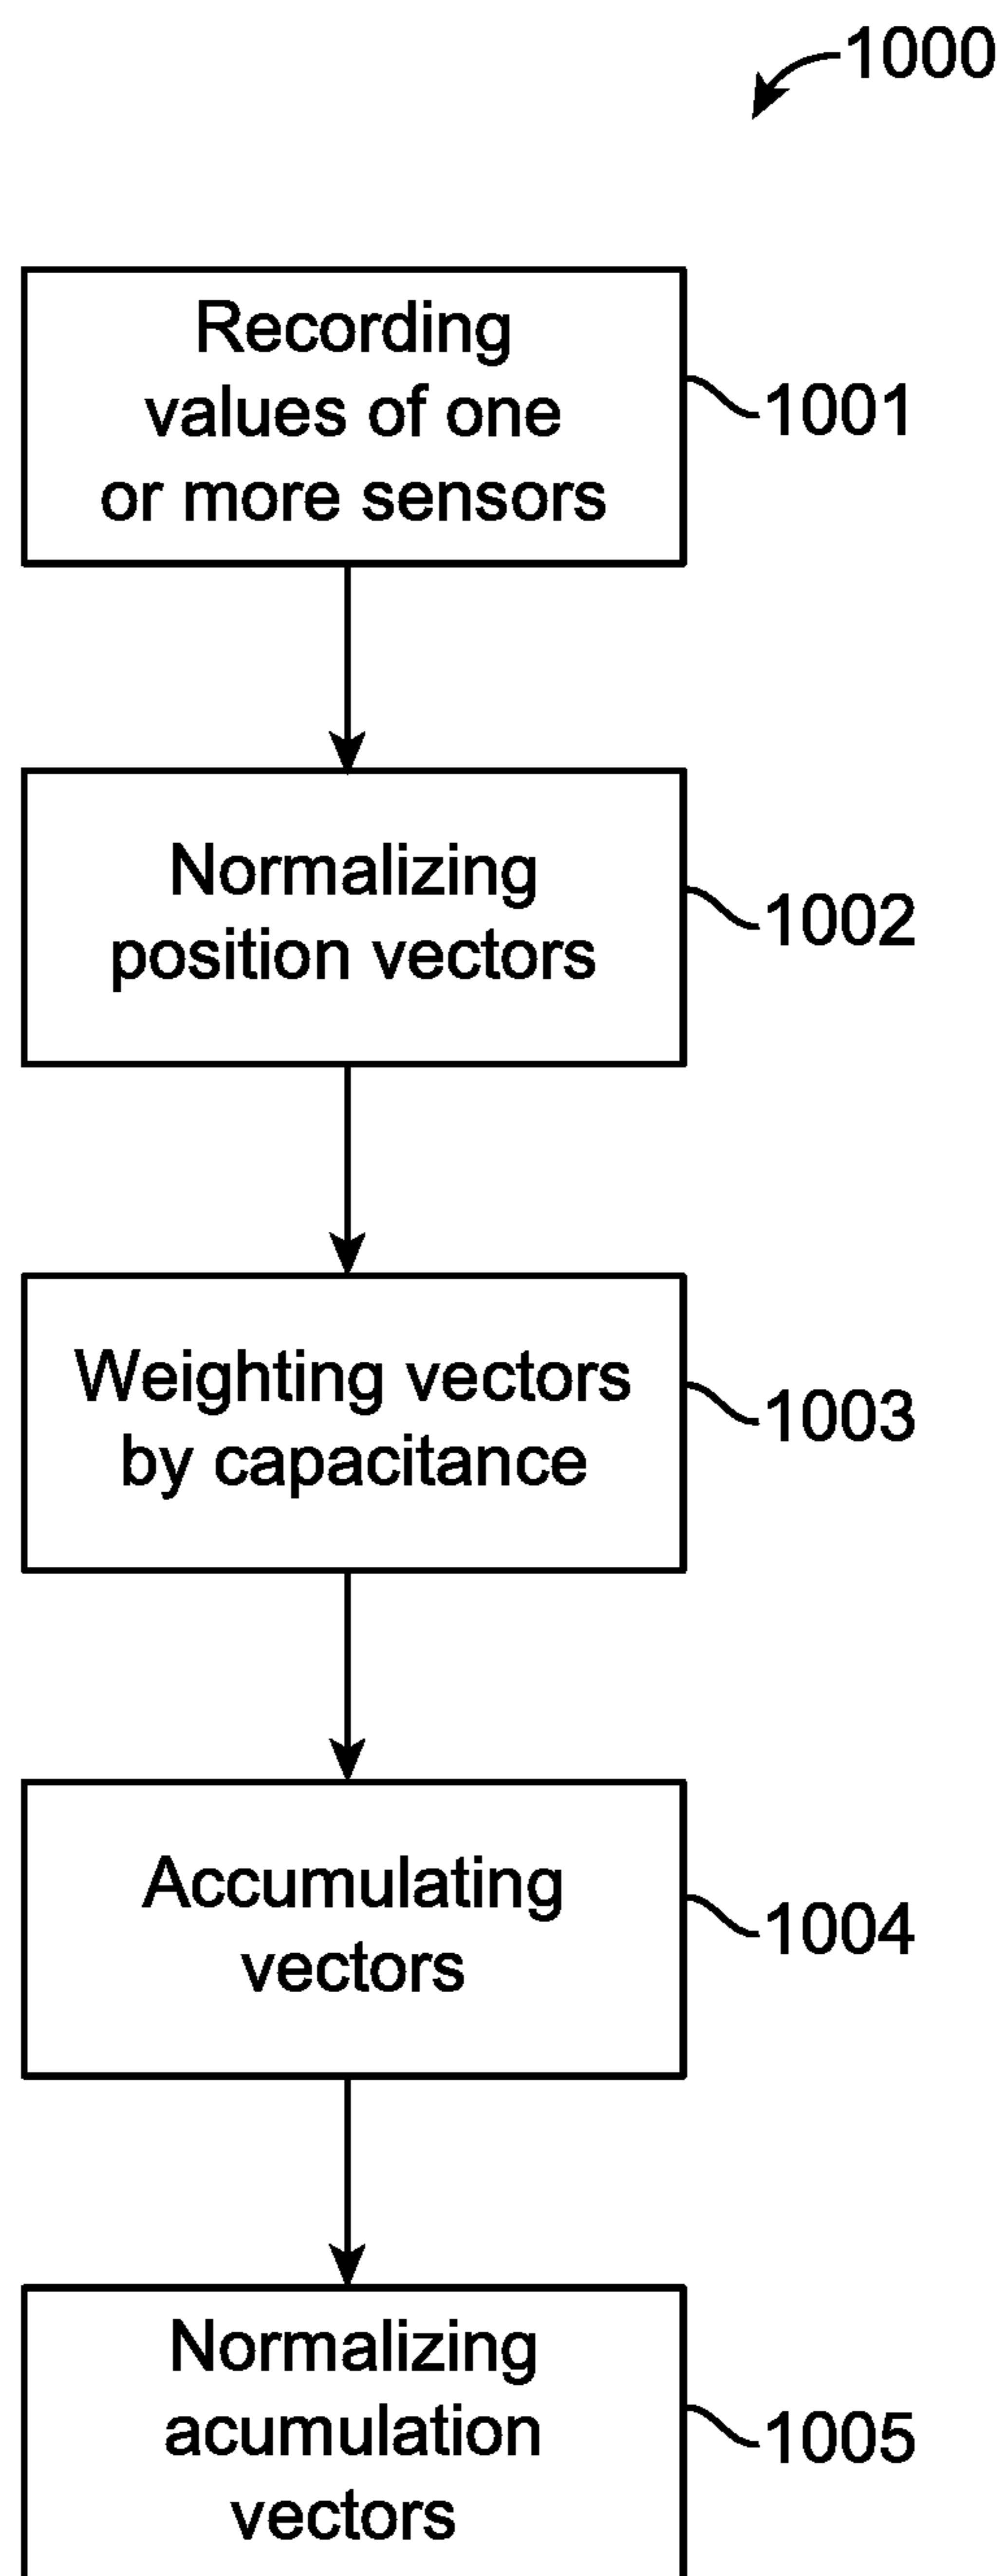 1000
Recording
values of one
or more sensors
1001
Normalizing
position vectors
1002
Weighting vectors
by capacitance
1003
Accumulating
vectors
1004
Normalizing
acumulation
vectors
1005